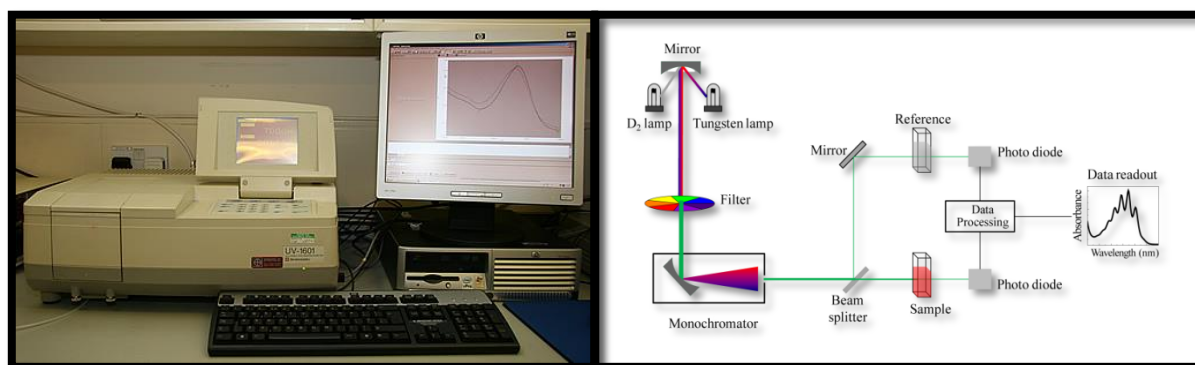 hp
UV-1601
Mirror
D₂ lamp
Tungsten lamp
Filter
Monochromator
Mirror
Beam
splitter
Reference
Sample
Photo diode
Photo diode
Data
Processing
Data readout
Absorbance
Wavelength (nm)